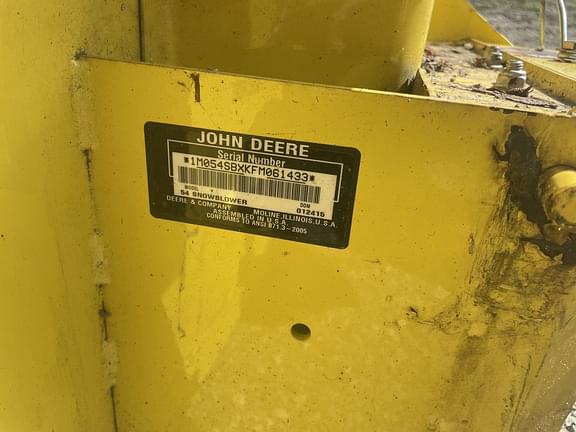 JOHN DEERE
Serial Number
*1M054SBXKFM061433*
MODEL DOM
54 SNOWBLOWER 012415
DEERE & COMPANY MOLINE,ILLINOIS,U.S.A.
ASSEMBLED IN U.S.A.
CONFORMS TO ANSI B71.3-2005